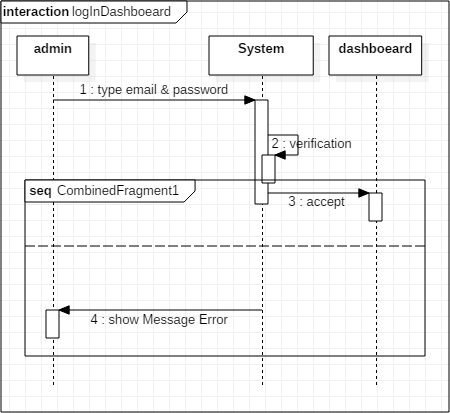 interaction logInDashboeard
admin
System
dashboeard
1 : type email & password
2 : verification
seq CombinedFragment1
3 : accept
4 : show Message Error